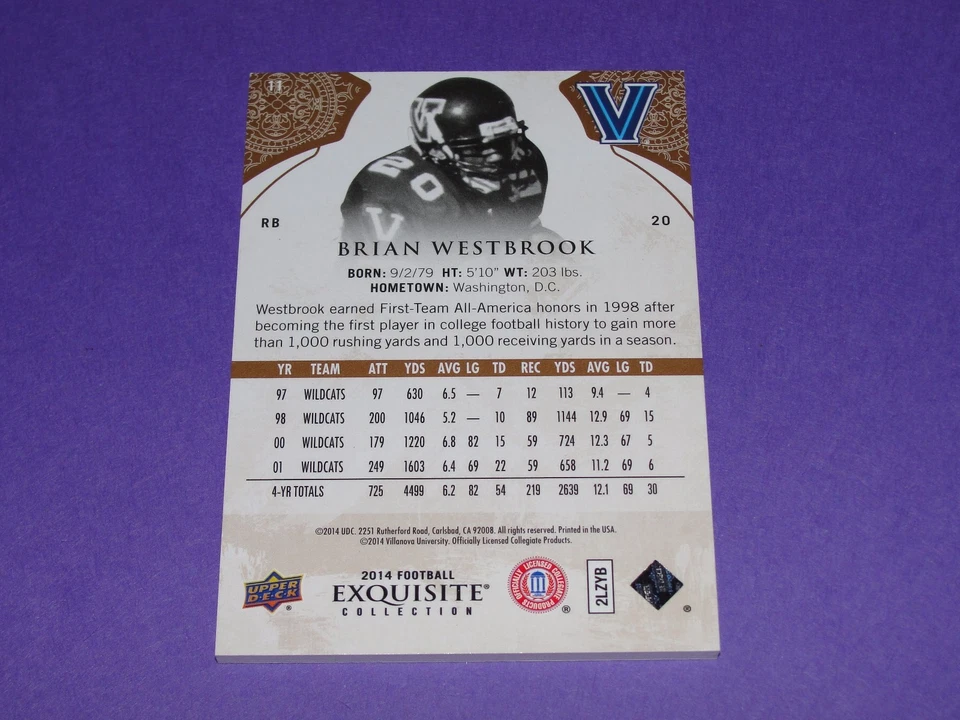 11
V
V
20
V
RB
20
BRIAN WESTBROOK
BORN: 9/2/79 HT: 5'10" WT: 203 lbs.
HOMETOWN: Washington, D.C.
Westbrook earned First-Team All-America honors in 1998 after
becoming the first player in college football history to gain more
than 1,000 rushing yards and 1,000 receiving yards in a season.
YR TEAM ATT YDS AVG LG TD REC YDS AVG LG TD
97 WILDCATS 97 630 6.5 — 7 12 113 9.4 — 4
98 WILDCATS 200 1046 5.2 — 10 89 1144 12.9 69 15
00 WILDCATS 179 1220 6.8 82 15 59 724 12.3 67 5
01 WILDCATS 249 1603 6.4 69 22 59 658 11.2 69 6
4-YR TOTALS 725 4499 6.2 82 54 219 2639 12.1 69 30
©2014 UDC. 2251 Rutherford Road, Carlsbad, CA 92008. All rights reserved. Printed in the USA.
©2014 Villanova University. Officially Licensed Collegiate Products.
UPPER DECK ®
2014 FOOTBALL
EXQUISITE®
COLLECTION
OFFICIALLY LICENSED COLLEGIATE PRODUCTS ®
2LZYB
®